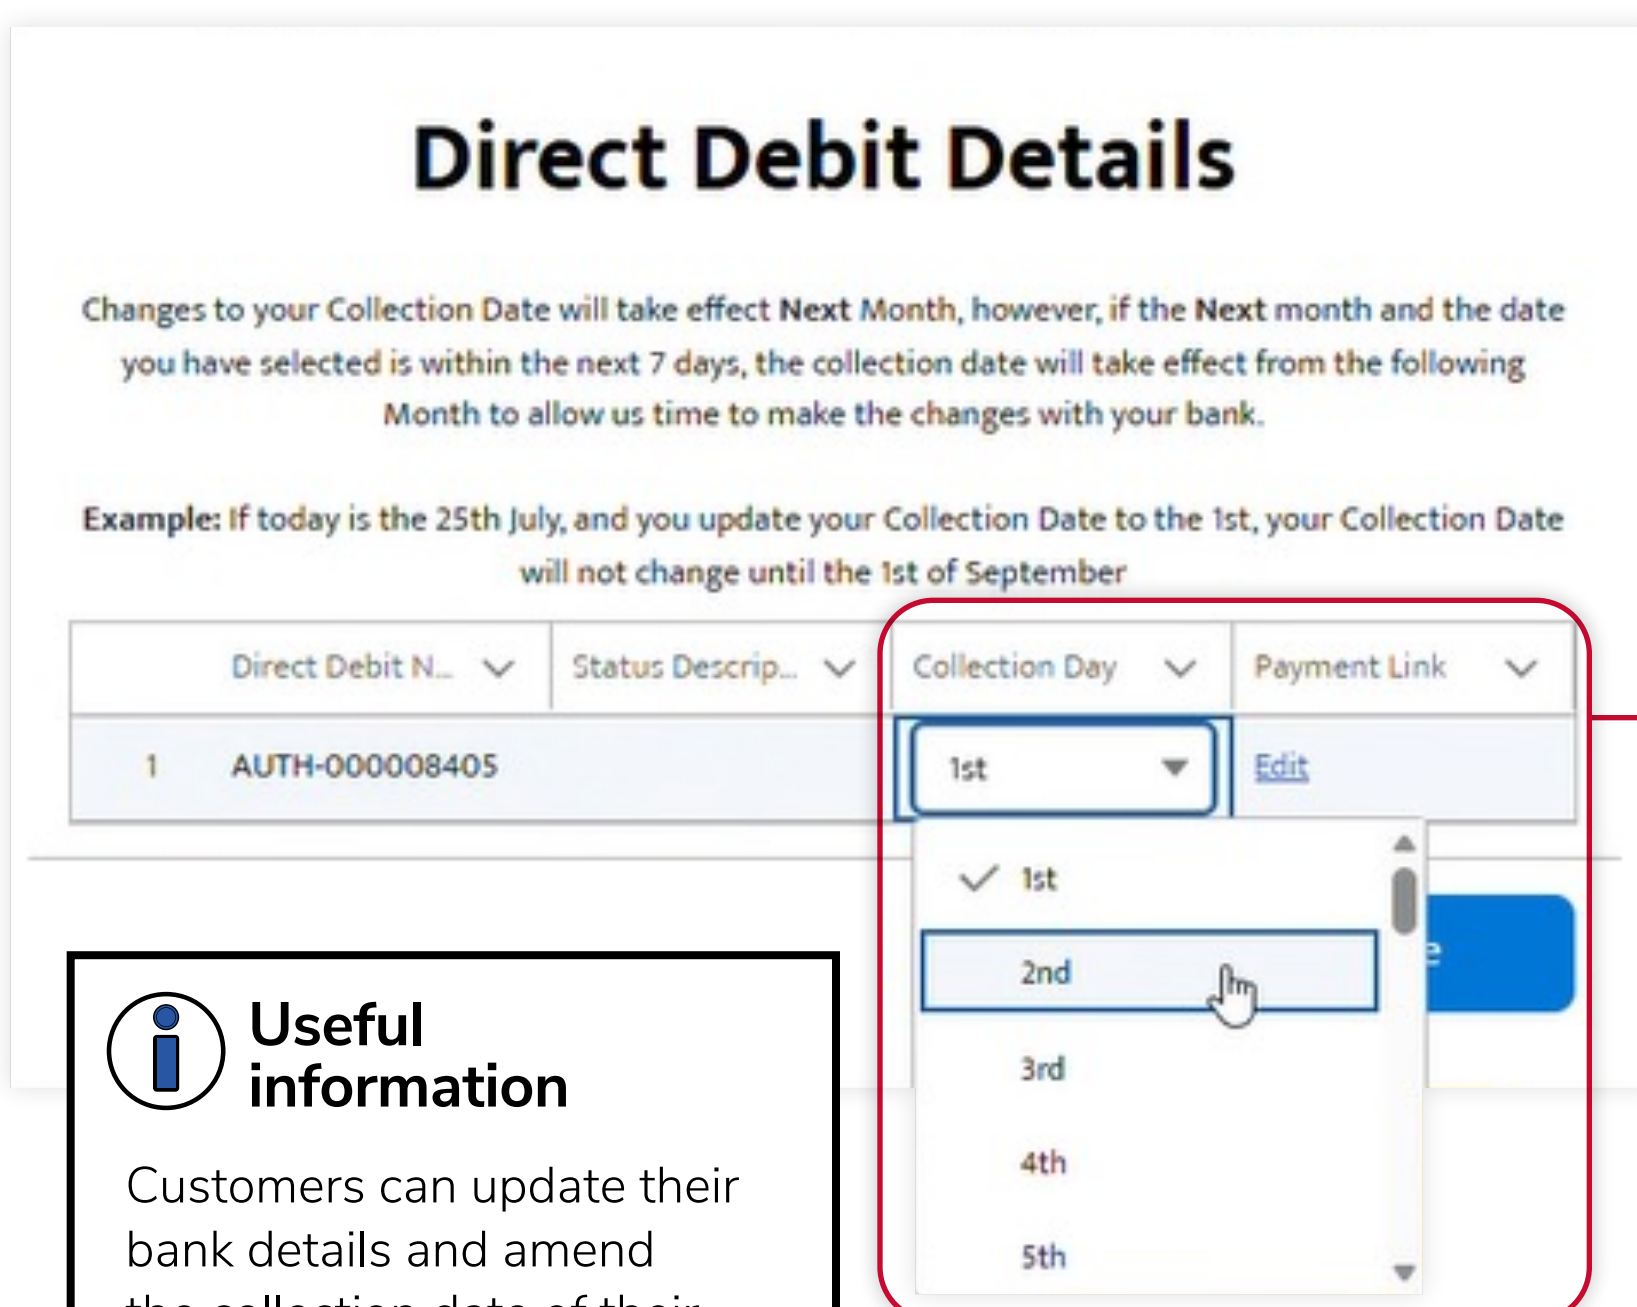 Direct Debit Details
Changes to your Collection Date will take effect Next Month, however, if the Next month and the date
you have selected is within the next 7 days, the collection date will take effect from the following
Month to allow us time to make the changes with your bank.
Example: If today is the 25th July, and you update your Collection Date to the 1st, your Collection Date
will not change until the 1st of September
Direct Debit N... Status Descrip... Collection Day Payment Link
1 AUTH-000008405 1st Edit
1st
2nd
3rd
4th
5th
Useful
information
Customers can update their
bank details and amend
the collection date of their